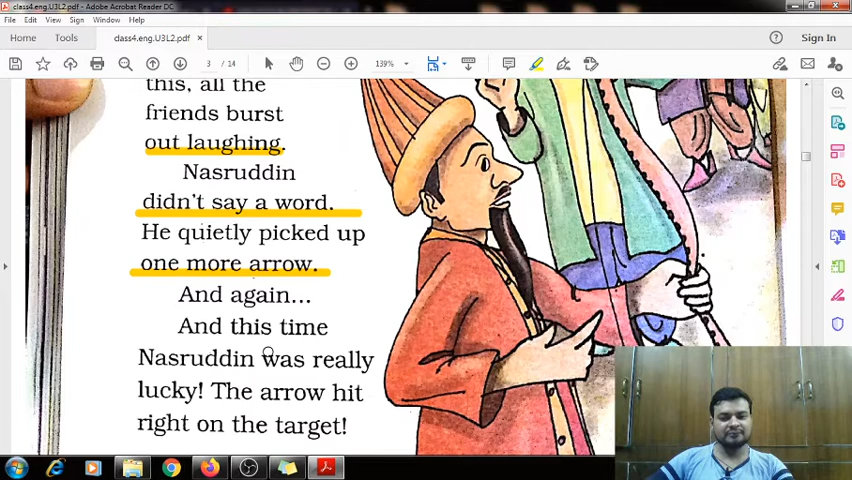 class4.eng.U3L2.pdf - Adobe Acrobat Reader DC
File Edit View Sign Window Help
Home Tools class4.eng.U3L2.pdf × Sign In
3 / 14 139%
this, all the
friends burst
out laughing.
Nasruddin
didn't say a word.
He quietly picked up
one more arrow.
And again...
And this time
Nasruddin was really
lucky! The arrow hit
right on the target!